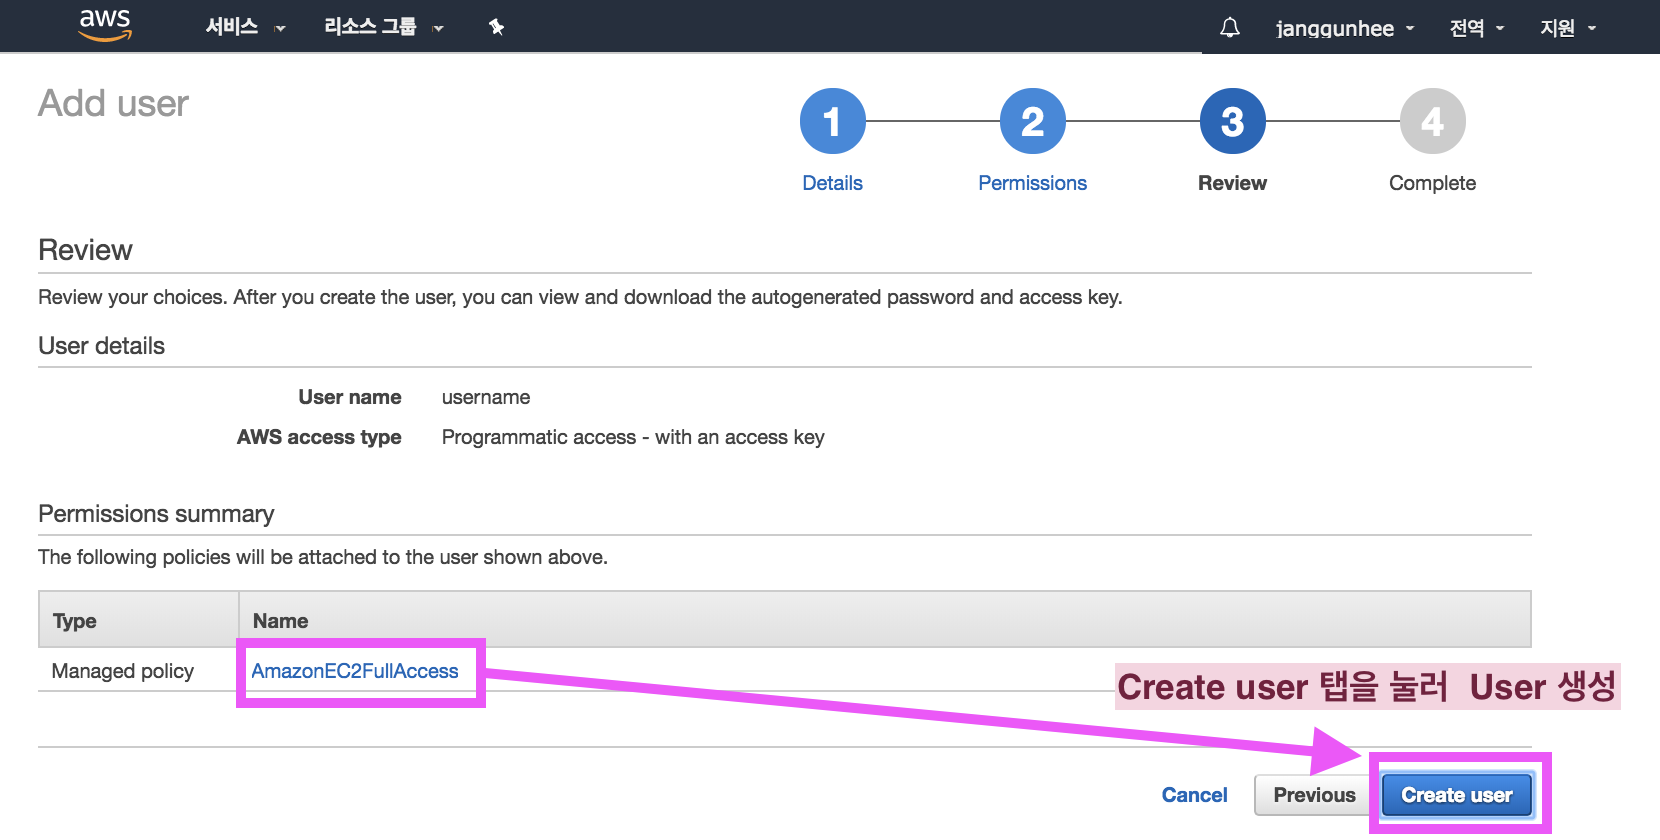 aws 서비스 리소스 그룹 janggunhee 전역 지원
Add user
1 2 3 4
Details Permissions Review Complete
Review
Review your choices. After you create the user, you can view and download the autogenerated password and access key.
User details
User name username
AWS access type Programmatic access - with an access key
Permissions summary
The following policies will be attached to the user shown above.
Type Name
Managed policy AmazonEC2FullAccess
Create user 탭을 눌러 User 생성
Cancel Previous Create user